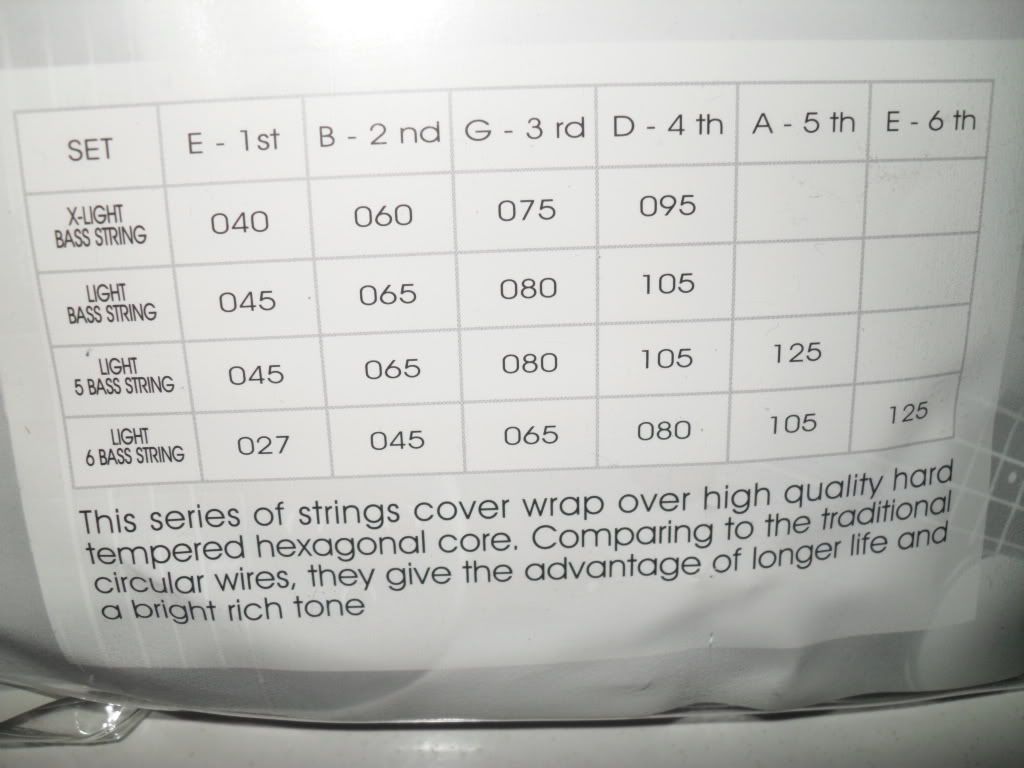 SET E - 1st B - 2 nd G - 3 rd D - 4 th A - 5 th E - 6 th
X-LIGHT
BASS STRING 040 060 075 095
LIGHT
BASS STRING 045 065 080 105
LIGHT
5 BASS STRING 045 065 080 105 125
LIGHT
6 BASS STRING 027 045 065 080 105 125
This series of strings cover wrap over high quality hard
tempered hexagonal core. Comparing to the traditional
circular wires, they give the advantage of longer life and
a bright rich tone